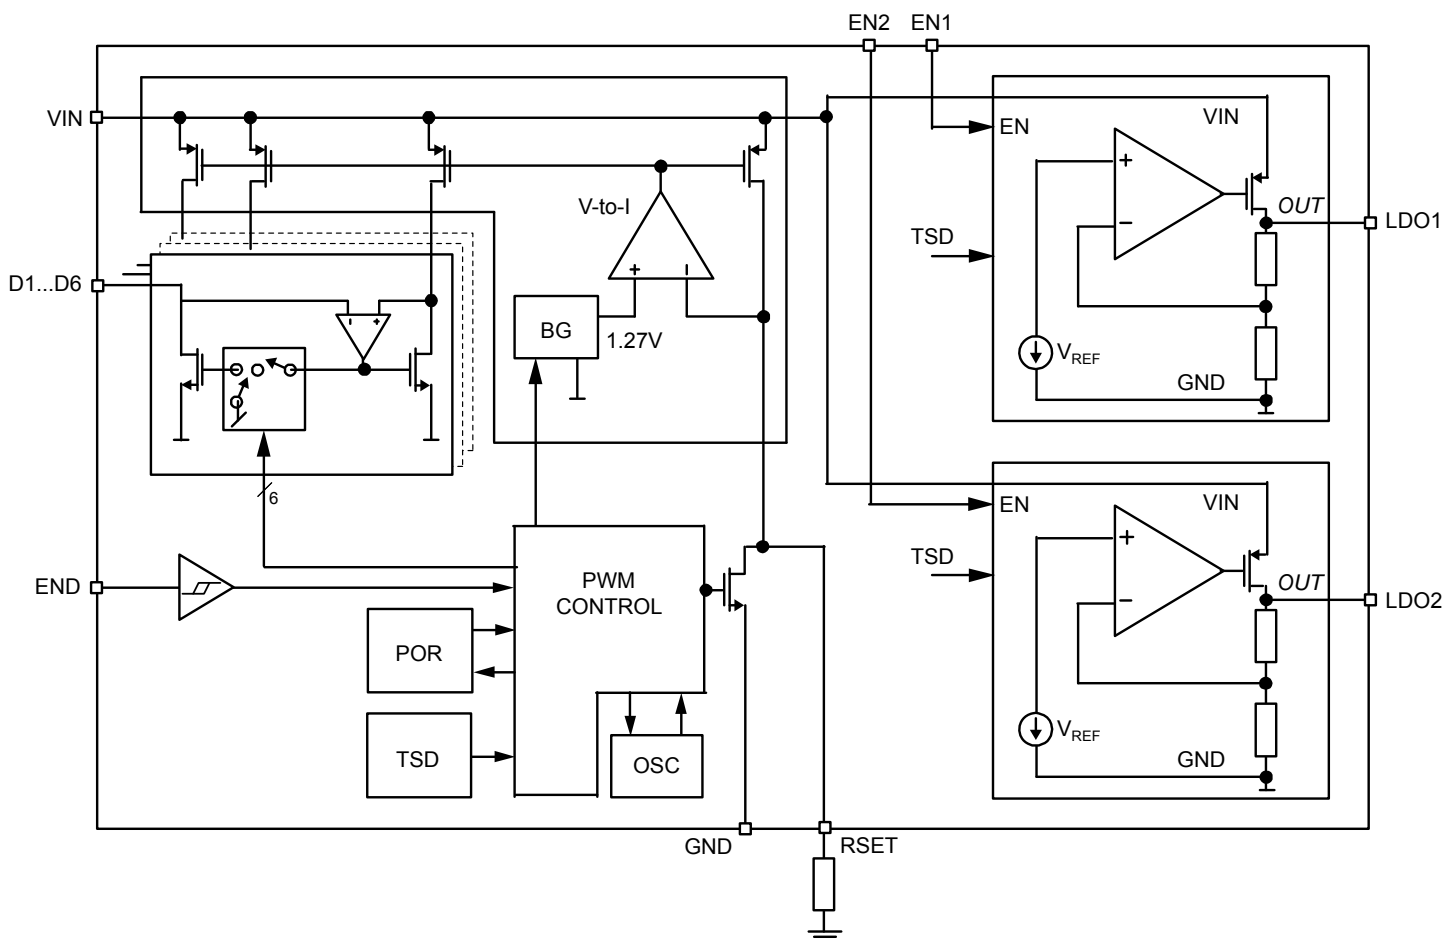 EN2 EN1
VIN
VIN
EN
V-to-I
+
OUT
LDO1
TSD
−
D1...D6
+ −
− +
BG
1.27V
VREF
GND
6
VIN
EN
+
TSD
OUT
END
PWM
CONTROL
−
LDO2
POR
VREF
TSD
OSC
GND
GND
RSET